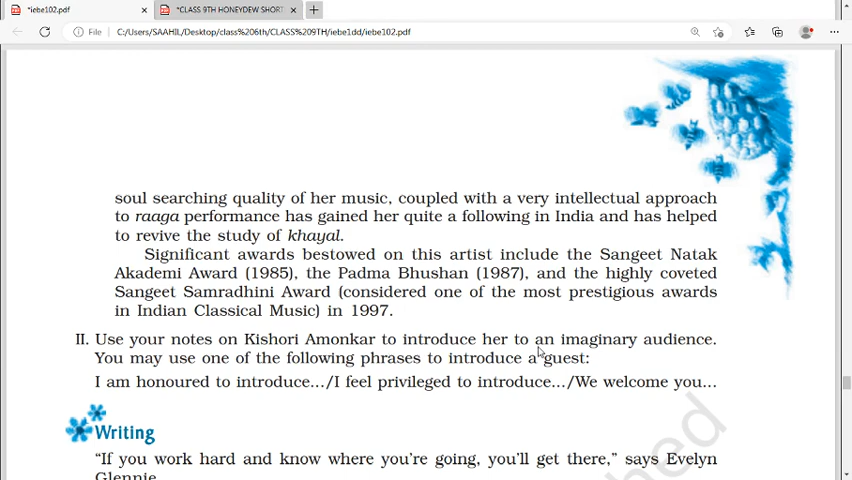 *iebe102.pdf
"CLASS 9TH HONEYDEW SHORT
File
C:/Users/SAAHIL/Desktop/class%206th/CLASS%209TH/iebe1dd/iebe102.pdf
soul searching quality of her music, coupled with a very intellectual approach
to raaga performance has gained her quite a following in India and has helped
to revive the study of khayal.
Significant awards bestowed on this artist include the Sangeet Natak
Akademi Award (1985), the Padma Bhushan (1987), and the highly coveted
Sangeet Samradhini Award (considered one of the most prestigious awards
in Indian Classical Music) in 1997.
II. Use your notes on Kishori Amonkar to introduce her to an imaginary audience.
You may use one of the following phrases to introduce a guest:
I am honoured to introduce.../I feel privileged to introduce.../We welcome you...
Writing
"If you work hard and know where you're going, you'll get there," says Evelyn
Glennie